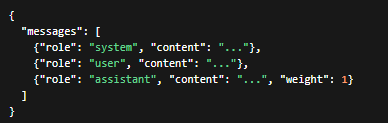 {
  "messages": [
    {"role": "system", "content": "..."},
    {"role": "user", "content": "..."},
    {"role": "assistant", "content": "...", "weight": 1}
  ]
}